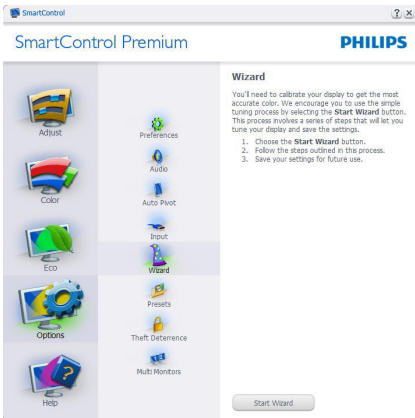 SmartControl
? X
SmartControl Premium
PHILIPS
Adjust
Color
Eco
Options
Help
Preferences
Audio
Auto Pivot
Input
Wizard
Presets
Theft Deterrence
Multi Monitors
Wizard
You'll need to calibrate your display to get the most
accurate color. We encourage you to use the simple
tuning process by selecting the Start Wizard button.
This process involves a series of steps that will let you
tune your display and save the settings.
1. Choose the Start Wizard button.
2. Follow the steps outlined in this process.
3. Save your settings for future use.
Start Wizard